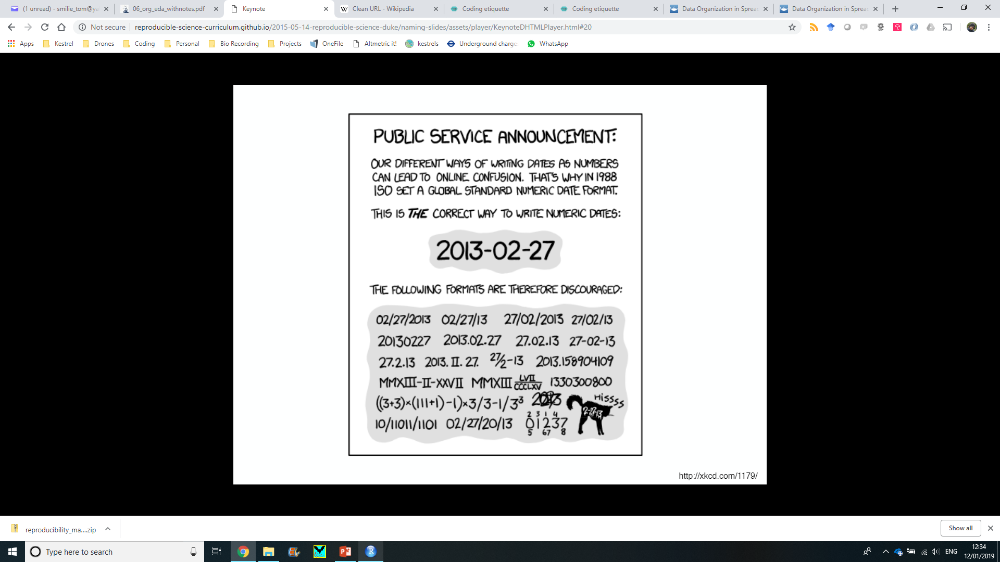 (1 unread) - smilie_tom@ya
06_org_eda_withnotes.pdf
Keynote
Clean URL - Wikipedia
Coding etiquette
Coding etiquette
Data Organization in Sprea
Data Organization in Sprea
Not secure
reproducible-science-curriculum.github.io/2015-05-14-reproducible-science-duke/naming-slides/assets/player/KeynoteDHTMLPlayer.html#20
Apps Kestrel Drones Coding Personal Bio Recording Projects OneFile Altmetric it! kestrels Underground charge WhatsApp
PUBLIC SERVICE ANNOUNCEMENT:
OUR DIFFERENT WAYS OF WRITING DATES AS NUMBERS
CAN LEAD TO ONLINE CONFUSION. THAT'S WHY IN 1988
ISO SET A GLOBAL STANDARD NUMERIC DATE FORMAT.
THIS IS THE CORRECT WAY TO WRITE NUMERIC DATES:
2013-02-27
THE FOLLOWING FORMATS ARE THEREFORE DISCOURAGED:
02/27/2013 02/27/13 27/02/2013 27/02/13
20130227 2013.02.27 27.02.13 27-02-13
27.2.13 2013.II.27. 27/2-13 2013.158904109
MMXIII-II-XXVII MMXIII LVII/CCCLXV 1330300800
((3+3)×(111+1)-1)×3/3-1/3³ HISSSS
2-27-13
10/11011/1101 02/27/20/13
2 3 1 4
01237
5 67 8
http://xkcd.com/1179/
reproducibility_ma....zip
Show all
Type here to search
ENG
12:34
12/01/2019